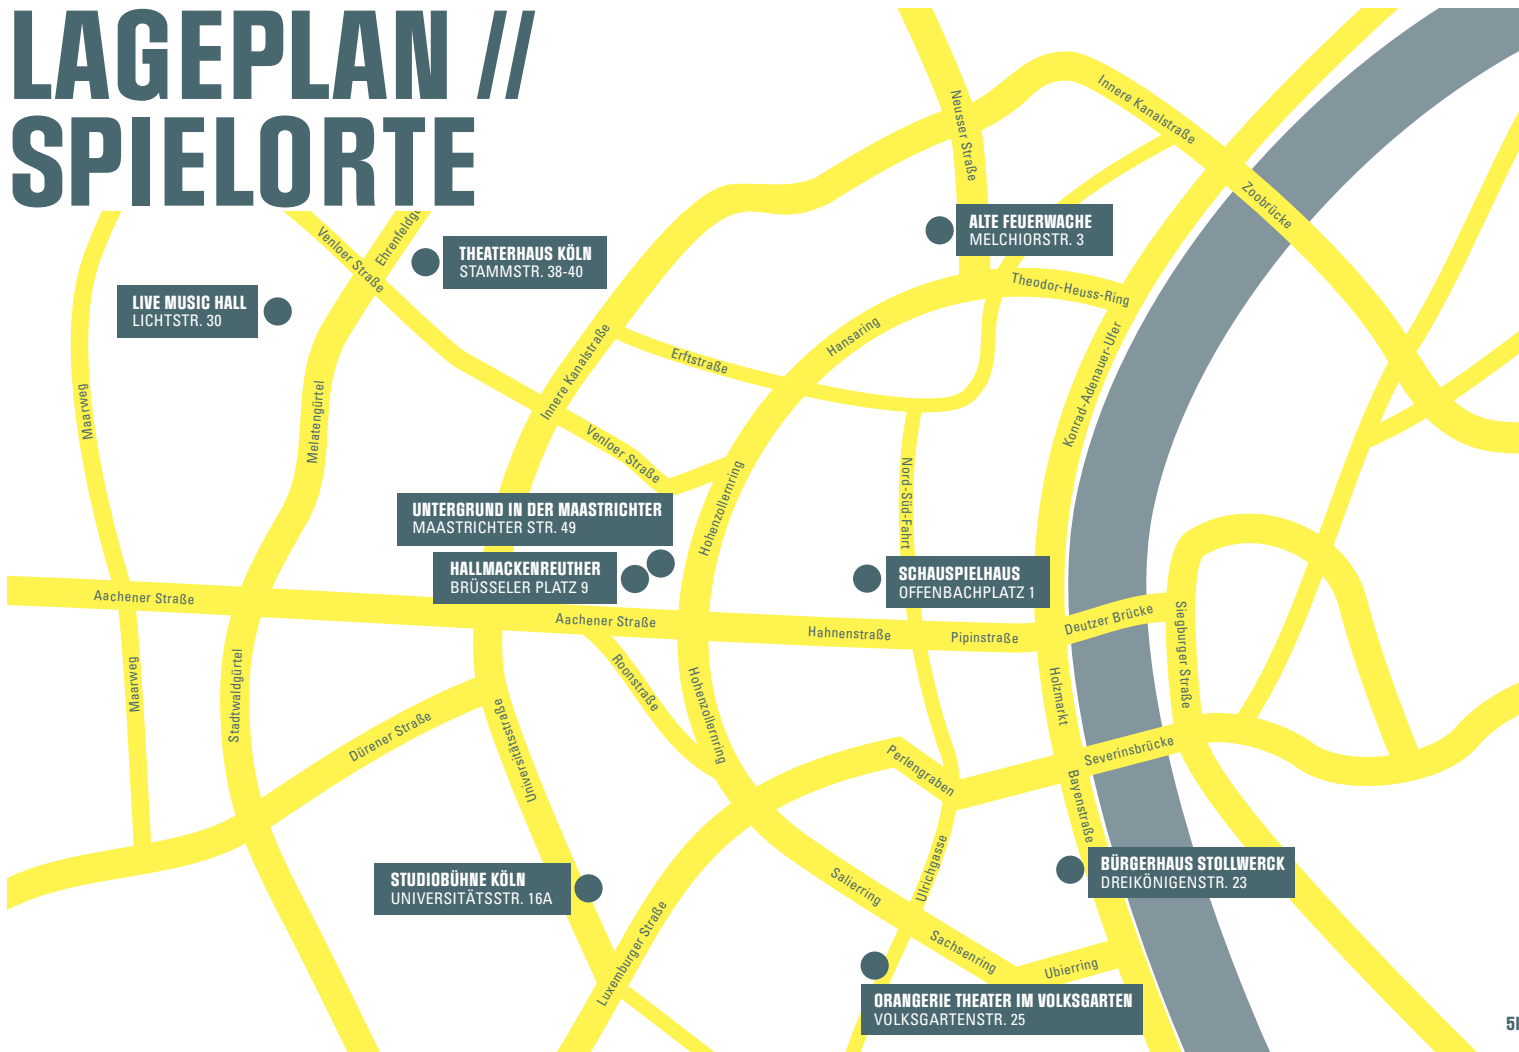 LAGEPLAN //
SPIELORTE
Innere Kanalstraße
Neusser Straße
Zoobrücke
Venloer Straße
ALTE FEUERWACHE
MELCHIORSTR. 3
THEATERHAUS KÖLN
STAMMSTR. 38-40
LIVE MUSIC HALL
LICHTSTR. 30
Theodor-Heuss-Ring
Hansaring
Konrad-Adenauer-Ufer
Innere Kanalstraße
Erftstraße
Maarweg
Melatengürtel
Venloer Straße
Hohenzollernring
Nord-Süd-Fahrt
UNTERGRUND IN DER MAASTRICHTER
MAASTRICHTER STR. 49
HALLMACKENREUTHER
BRÜSSELER PLATZ 9
SCHAUSPIELHAUS
OFFENBACHPLATZ 1
Aachener Straße
Aachener Straße
Hahnenstraße
Pipinstraße
Deutzer Brücke
Siegburger Straße
Maarweg
Stadtwaldgürtel
Roonstraße
Hohenzollernring
Holzmarkt
Dürener Straße
Universitätsstraße
Perlengraben
Severinsbrücke
Bayenstraße
STUDIOBÜHNE KÖLN
UNIVERSITÄTSSTR. 16A
Salierring
Ulrichgasse
BÜRGERHAUS STOLLWERCK
DREIKÖNIGENSTR. 23
Luxemburger Straße
Sachsenring
Ubierring
ORANGERIE THEATER IM VOLKSGARTEN
VOLKSGARTENSTR. 25